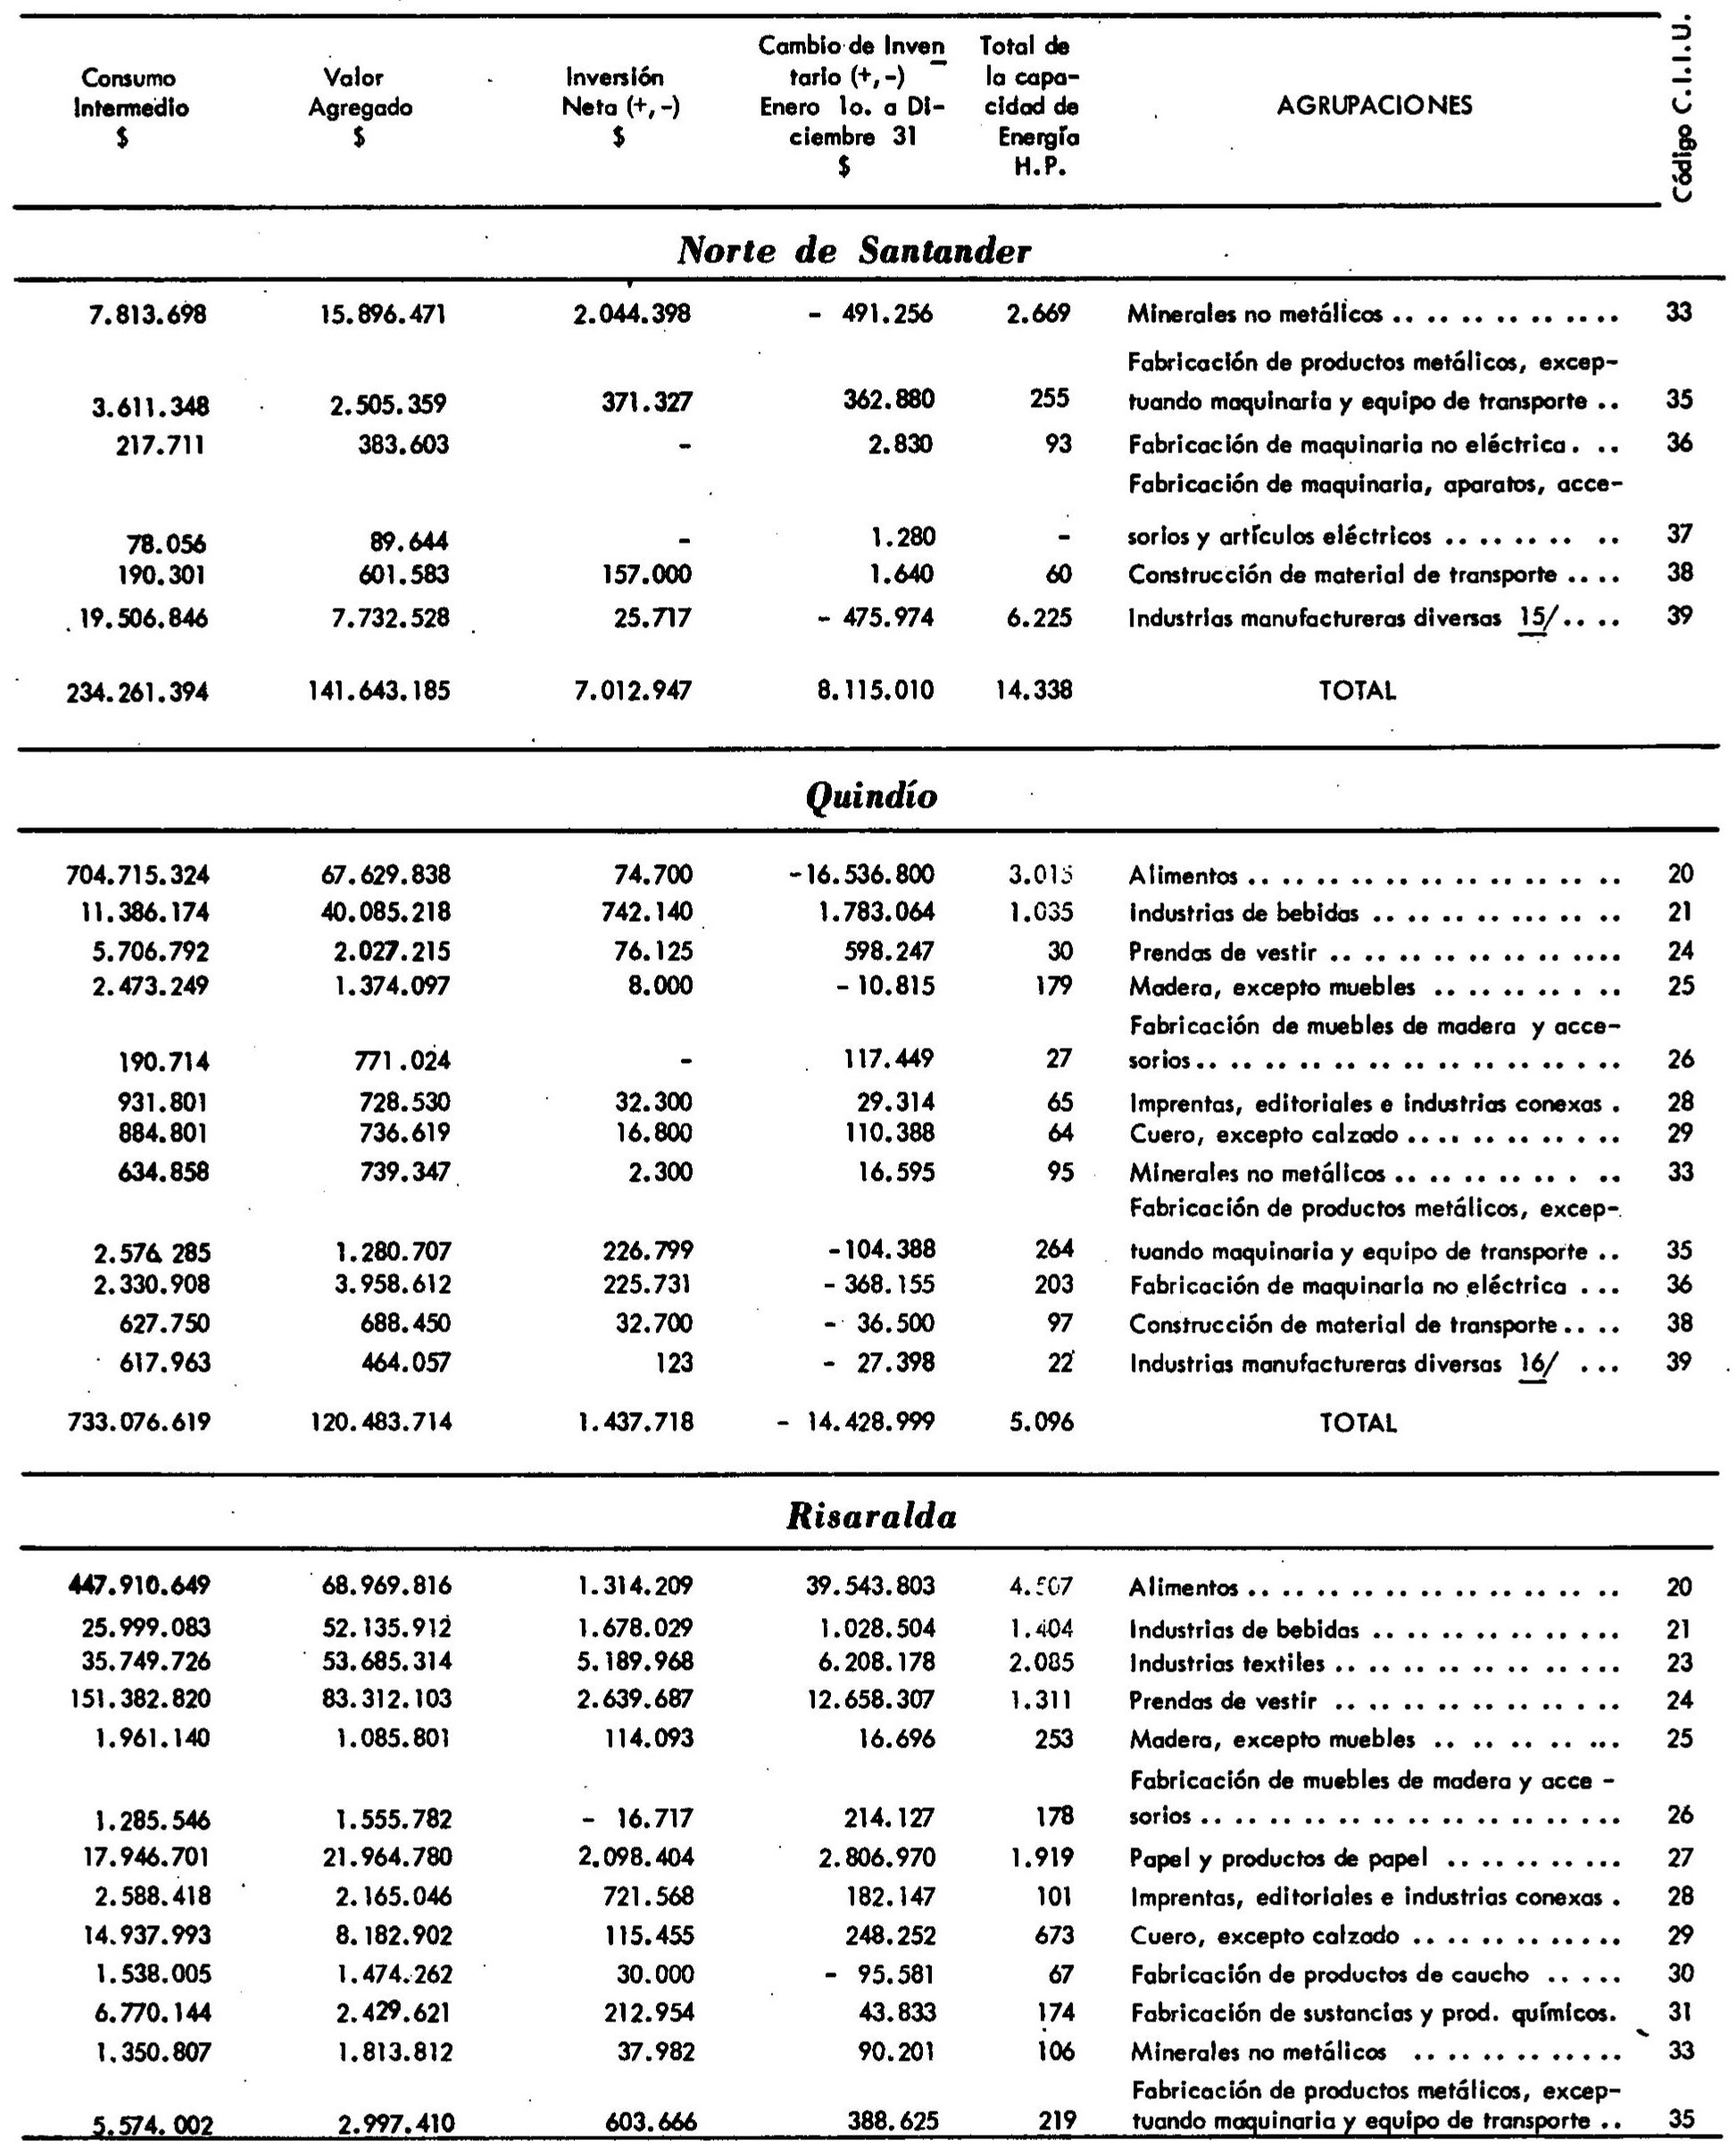 Consumo Intermedio $ Valor Agregado $ Inversión Neta (+,-) $ Cambio de Inven tario (+,-) Enero 1o. a Di- ciembre 31 $ Total de la capa- cidad de Energía H.P. AGRUPACIONES Código C.I.I.U.
Norte de Santander
7.813.698 15.896.471 2.044.398 - 491.256 2.669 Minerales no metálicos .. .. .. .. .. .. .. 33
Fabricación de productos metálicos, excep-
3.611.348 2.505.359 371.327 362.880 255 tuando maquinaria y equipo de transporte .. 35
217.711 383.603 - 2.830 93 Fabricación de maquinaria no eléctrica. .. 36
Fabricación de maquinaria, aparatos, acce-
78.056 89.644 - 1.280 - sorios y artículos eléctricos .. .. .. .. .. 37
190.301 601.583 157.000 1.640 60 Construcción de material de transporte .. .. 38
19.506.846 7.732.528 25.717 - 475.974 6.225 Industrias manufactureras diversas 15/.. .. 39
234.261.394 141.643.185 7.012.947 8.115.010 14.338 TOTAL
Quindío
704.715.324 67.629.838 74.700 -16.536.800 Alimentos .. .. .. .. .. .. .. .. .. .. .. 20
11.386.174 40.085.218 742.140 1.783.064 1.035 Industrias de bebidas .. .. .. .. .. .. .. 21
5.706.792 2.027.215 76.125 598.247 30 Prendas de vestir .. .. .. .. .. .. .. .. 24
2.473.249 1.374.097 8.000 - 10.815 179 Madera, excepto muebles .. .. .. .. . .. 25
Fabricación de muebles de madera y acce-
190.714 771.024 - 117.449 27 sorios.. .. .. .. .. .. .. .. .. .. .. .. .. 26
931.801 728.530 32.300 29.314 65 Imprentas, editoriales e industrias conexas . 28
884.801 736.619 16.800 110.388 64 Cuero, excepto calzado .. .. .. .. .. .. .. 29
634.858 739.347 2.300 16.595 95 Minerales no metálicos .. .. .. .. .. . .. 33
Fabricación de productos metálicos, excep-
2.576 285 1.280.707 226.799 -104.388 264 tuando maquinaria y equipo de transporte .. 35
2.330.908 3.958.612 225.731 - 368.155 203 Fabricación de maquinaria no eléctrica ... 36
627.750 688.450 32.700 - 36.500 97 Construcción de material de transporte .. .. 38
617.963 464.057 123 - 27.398 22 Industrias manufactureras diversas 16/ ... 39
733.076.619 120.483.714 1.437.718 - 14.428.999 5.096 TOTAL
Risaralda
447.910.649 68.969.816 1.314.209 39.543.803 Alimentos .. .. .. .. .. .. .. .. .. .. .. 20
25.999.083 52.135.912 1.678.029 1.028.504 1.404 Industrias de bebidas .. .. .. .. .. .. .. 21
35.749.726 53.685.314 5.189.968 6.208.178 2.085 Industrias textiles .. .. .. .. .. .. .. .. 23
151.382.820 83.312.103 2.639.687 12.658.307 1.311 Prendas de vestir .. .. .. .. .. .. .. .. 24
1.961.140 1.085.801 114.093 16.696 253 Madera, excepto muebles .. .. .. .. ... 25
Fabricación de muebles de madera y acce -
1.285.546 1.555.782 - 16.717 214.127 178 sorios .. .. .. .. .. .. .. .. .. .. .. .. .. 26
17.946.701 21.964.780 2.098.404 2.806.970 1.919 Papel y productos de papel .. .. .. .. ... 27
2.588.418 2.165.046 721.568 182.147 101 Imprentas, editoriales e industrias conexas . 28
14.937.993 8.182.902 115.455 248.252 673 Cuero, excepto calzado .. .. .. .. .. .. 29
1.538.005 1.474.262 30.000 - 95.581 67 Fabricación de productos de caucho .. ... 30
6.770.144 2.429.621 212.954 43.833 174 Fabricación de sustancias y prod. químicos. 31
1.350.807 1.813.812 37.982 90.201 106 Minerales no metálicos .. .. .. .. .. .. 33
Fabricación de productos metálicos, excep-
5.574.002 2.997.410 603.666 388.625 219 tuando maquinaria y equipo de transporte .. 35